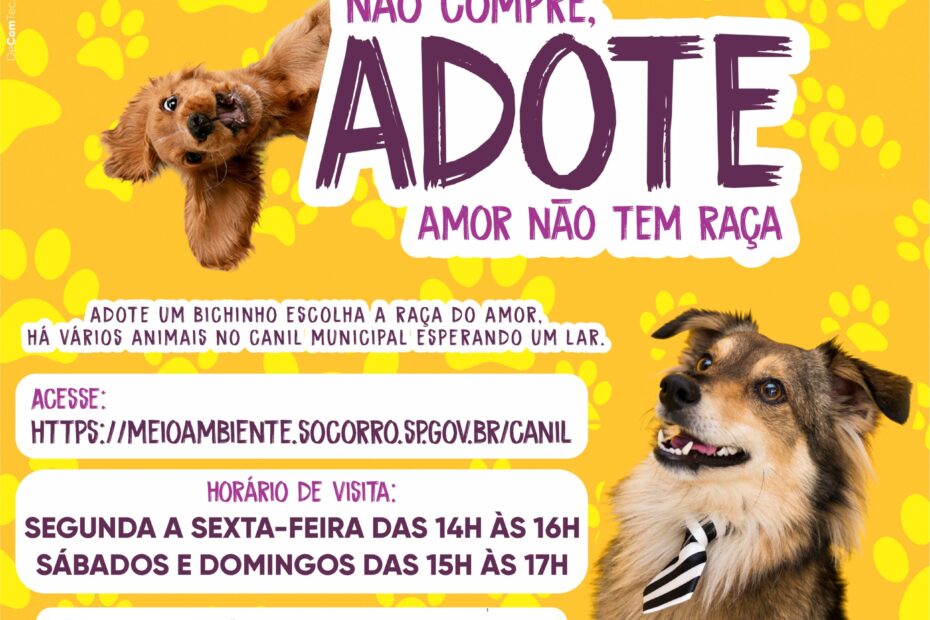 DeComTec
NÃO COMPRE,
ADOTE
AMOR NÃO TEM RAÇA
ADOTE UM BICHINHO ESCOLHA A RAÇA DO AMOR.
HÁ VÁRIOS ANIMAIS NO CANIL MUNICIPAL ESPERANDO UM LAR.
ACESSE:
HTTPS://MEIOAMBIENTE.SOCORRO.SP.GOV.BR/CANIL
HORÁRIO DE VISITA:
SEGUNDA A SEXTA-FEIRA DAS 14H ÀS 16H
SÁBADOS E DOMINGOS DAS 15H ÀS 17H